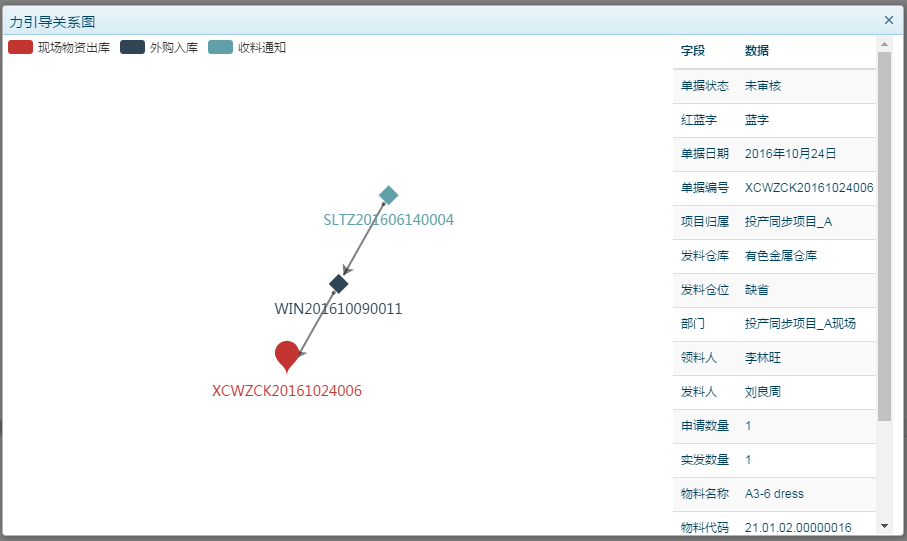 力引导关系图
现场物资出库 外购入库 收料通知
SLTZ201606140004
WIN201610090011
XCWZCK20161024006
字段 数据
单据状态 未审核
红蓝字 蓝字
单据日期 2016年10月24日
单据编号 XCWZCK20161024006
项目归属 投产同步项目_A
发料仓库 有色金属仓库
发料仓位 缺省
部门 投产同步项目_A现场
领料人 李林旺
发料人 刘良周
申请数量 1
实发数量 1
物料名称 A3-6 dress
物料代码 21.01.02.00000016